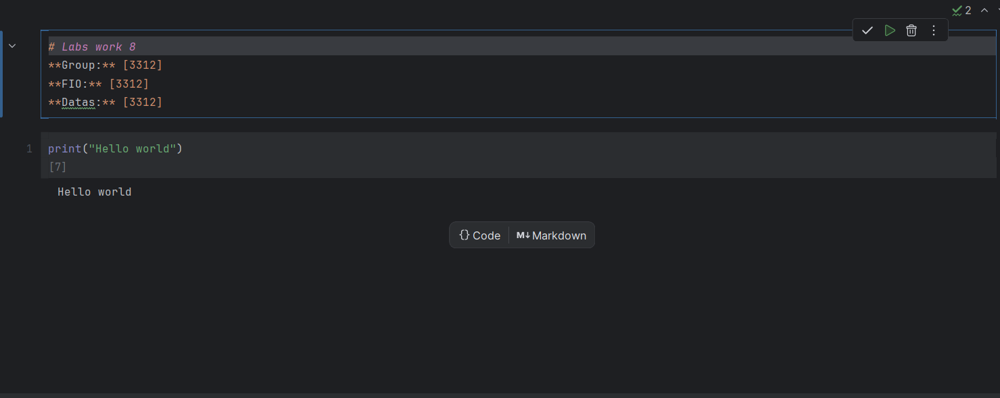 2
# Labs work 8
**Group:** [3312]
**FIO:** [3312]
**Datas:** [3312]
1 print("Hello world")
[7]
Hello world
{} Code M↓ Markdown